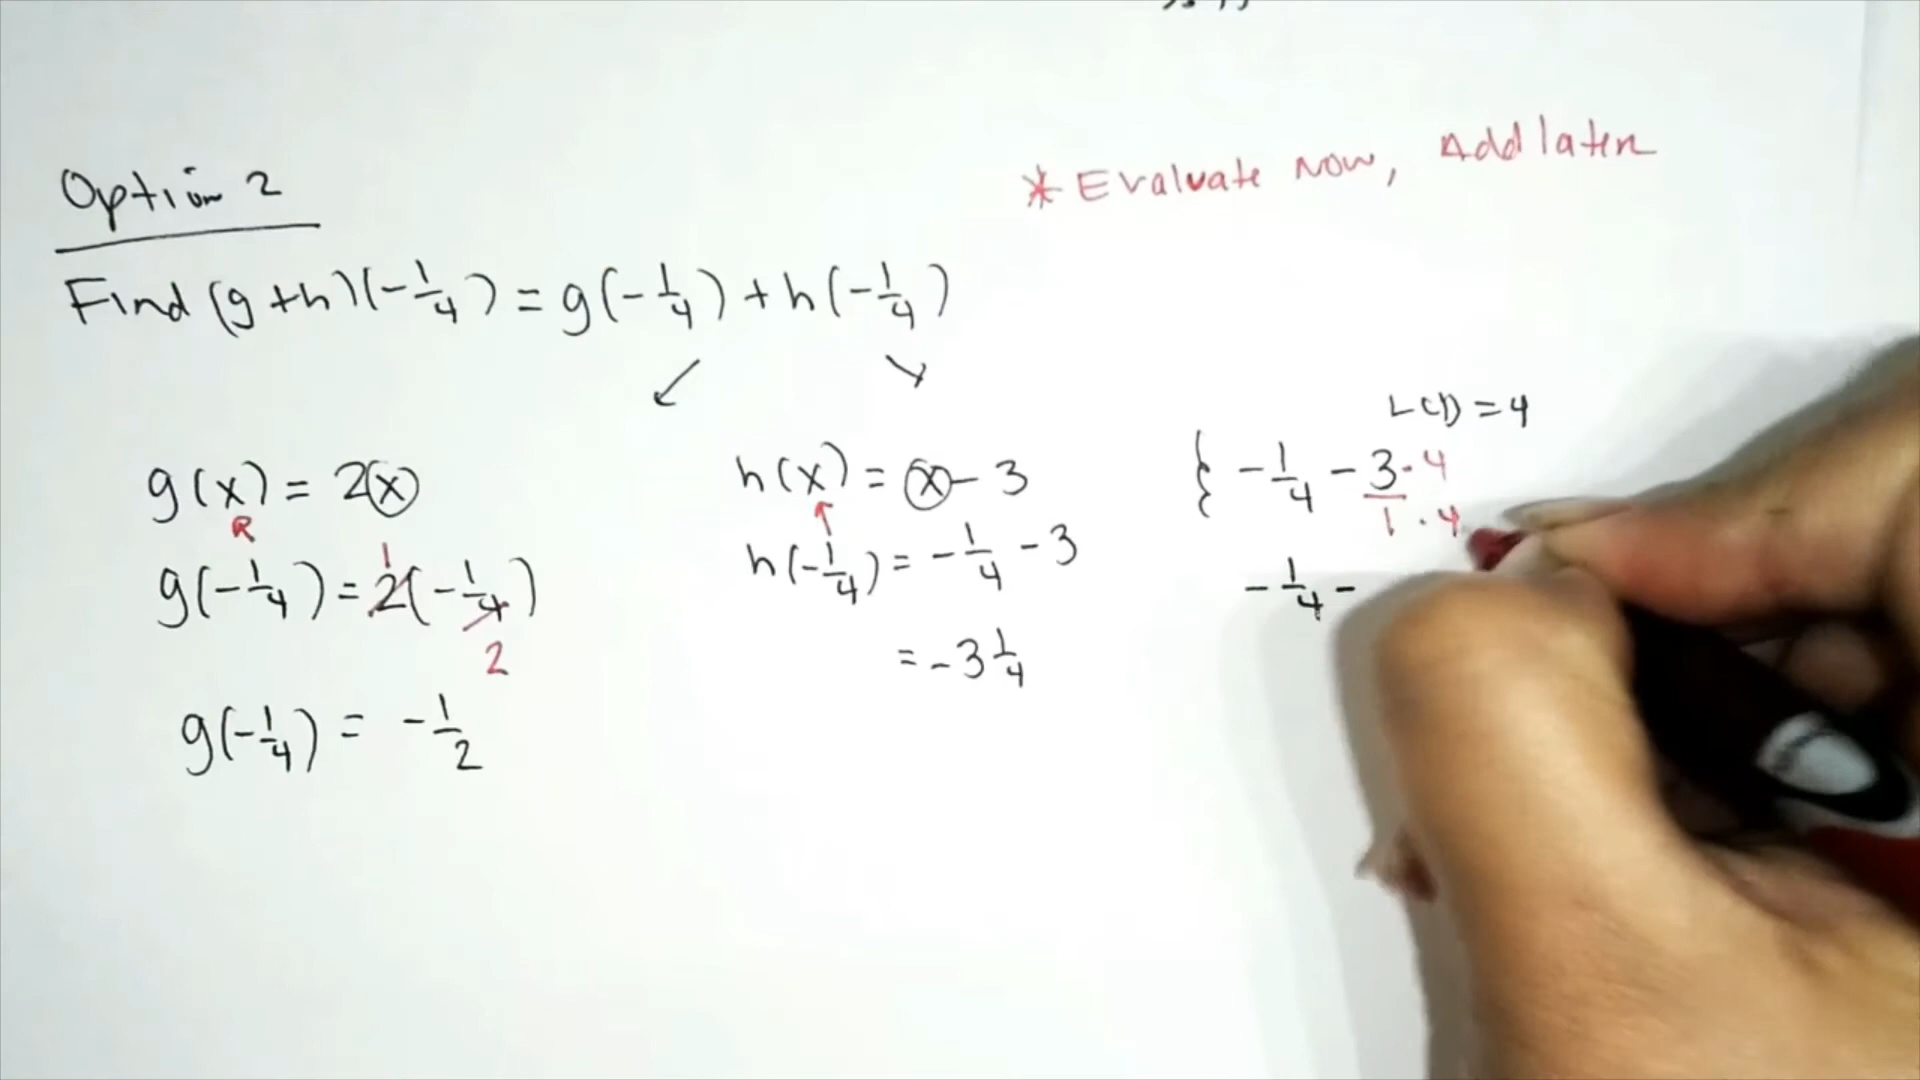 Option 2
* Evaluate now, Add later
Find (g+h)(-1/4) = g(-1/4) + h(-1/4)
↙ ↘
g(x) = 2(x)
g(-1/4) = 2(-1/4)
1
2
g(-1/4) = -1/2
h(x) = (x) - 3
↑
h(-1/4) = -1/4 - 3
= -3 1/4
LCD = 4
{ -1/4 - 3·4/1·4
-1/4 -